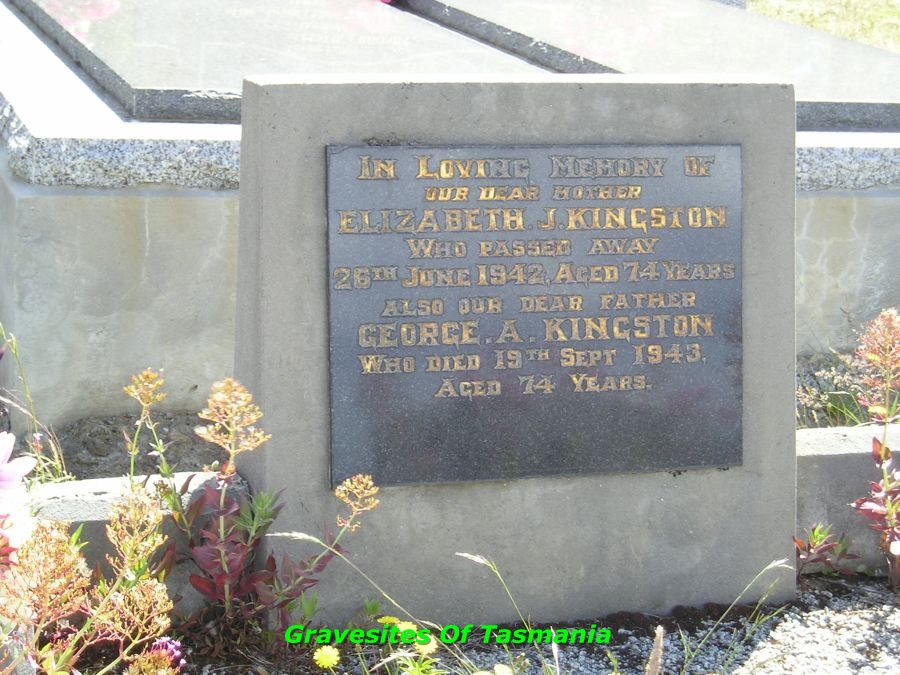 In Loving Memory Of
our dear mother
Elizabeth. J. Kingston
Who passed away
26th June 1942, Aged 74 Years
also our dear father
George. A. Kingston
Who died 19th Sept 1943,
Aged 74 Years.
Gravesites Of Tasmania